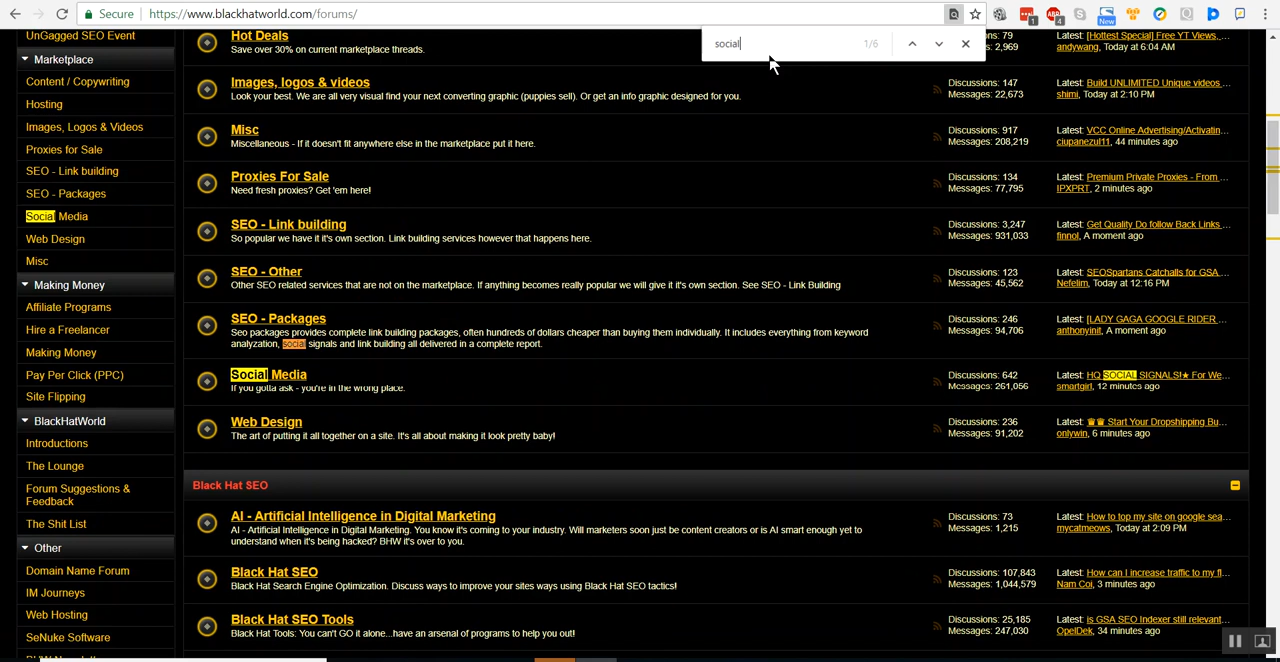 Secure
https://www.blackhatworld.com/forums/
1
4
New
social
1/6
UnGagged SEO Event
Marketplace
Content / Copywriting
Hosting
Images, Logos & Videos
Proxies for Sale
SEO - Link building
SEO - Packages
Social Media
Web Design
Misc
Making Money
Affiliate Programs
Hire a Freelancer
Making Money
Pay Per Click (PPC)
Site Flipping
BlackHatWorld
Introductions
The Lounge
Forum Suggestions &
Feedback
The Shit List
Other
Domain Name Forum
IM Journeys
Web Hosting
SeNuke Software
Hot Deals
Save over 30% on current marketplace threads.
79
2,969
Latest: [Hottest Special] Free YT Views,...
andywang, Today at 6:04 AM
Images, logos & videos
Look your best. We are all very visual find your next converting graphic (puppies sell). Or get an info graphic designed for you.
Discussions: 147
Messages: 22,673
Latest: Build UNLIMITED Unique videos ...
shimi, Today at 2:10 PM
Misc
Miscellaneous - If it doesn't fit anywhere else in the marketplace put it here.
Discussions: 917
Messages: 208,219
Latest: VCC Online Advertising/Activatin...
ciupanezul11, 44 minutes ago
Proxies For Sale
Need fresh proxies? Get 'em here!
Discussions: 134
Messages: 77,795
Latest: Premium Private Proxies - From ...
IPXPRT, 2 minutes ago
SEO - Link building
So popular we have it it's own section. Link building services however that happens here.
Discussions: 3,247
Messages: 931,033
Latest: Get Quality Do follow Back Links ...
finnol, A moment ago
SEO - Other
Other SEO related services that are not on the marketplace. If anything becomes really popular we will give it it's own section. See SEO - Link Building
Discussions: 123
Messages: 45,562
Latest: SEOSpartans Catchalls for GSA ...
Nefelim, Today at 12:16 PM
SEO - Packages
Seo packages provides complete link building packages, often hundreds of dollars cheaper than buying them individually. It includes everything from keyword
analyzation, social signals and link building all delivered in a complete report.
Discussions: 246
Messages: 94,706
Latest: [LADY GAGA GOOGLE RIDER ...
anthonyinit, A moment ago
Social Media
If you gotta ask - you're in the wrong place.
Discussions: 642
Messages: 261,056
Latest: HQ SOCIAL SIGNALS!★ For We...
smartgirl, 12 minutes ago
Web Design
The art of putting it all together on a site. It's all about making it look pretty baby!
Discussions: 236
Messages: 91,202
Latest: ♛♛ Start Your Dropshipping Bu...
onlywin, 6 minutes ago
Black Hat SEO
AI - Artificial Intelligence in Digital Marketing
AI - Artificial Intelligence in Digital Marketing. You know it's coming to your industry. Will marketers soon just be content creators or is AI smart enough yet to
understand when it's being hacked? BHW it's over to you.
Discussions: 73
Messages: 1,215
Latest: How to top my site on google sea...
mycatmeows, Today at 2:09 PM
Black Hat SEO
Black Hat Search Engine Optimization. Discuss ways to improve your sites ways using Black Hat SEO tactics!
Discussions: 107,843
Messages: 1,044,579
Latest: How can I increase traffic to my fl...
Nam Coi, 3 minutes ago
Black Hat SEO Tools
Black Hat Tools: You can't GO it alone...have an arsenal of programs to help you out!
Discussions: 25,185
Messages: 247,030
Latest: is GSA SEO Indexer still relevant...
OpelDek, 34 minutes ago